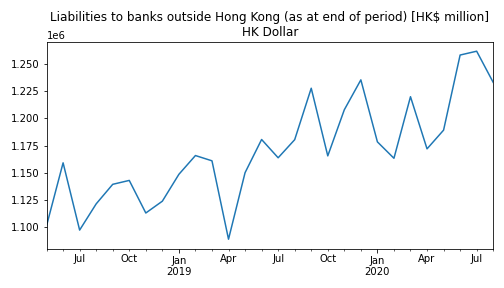 Liabilities to banks outside Hong Kong (as at end of period) [HK$ million]
HK Dollar
1e6
1.250
1.225
1.200
1.175
1.150
1.125
1.100
Jul Oct Jan Apr Jul Oct Jan Apr Jul
2019 2020